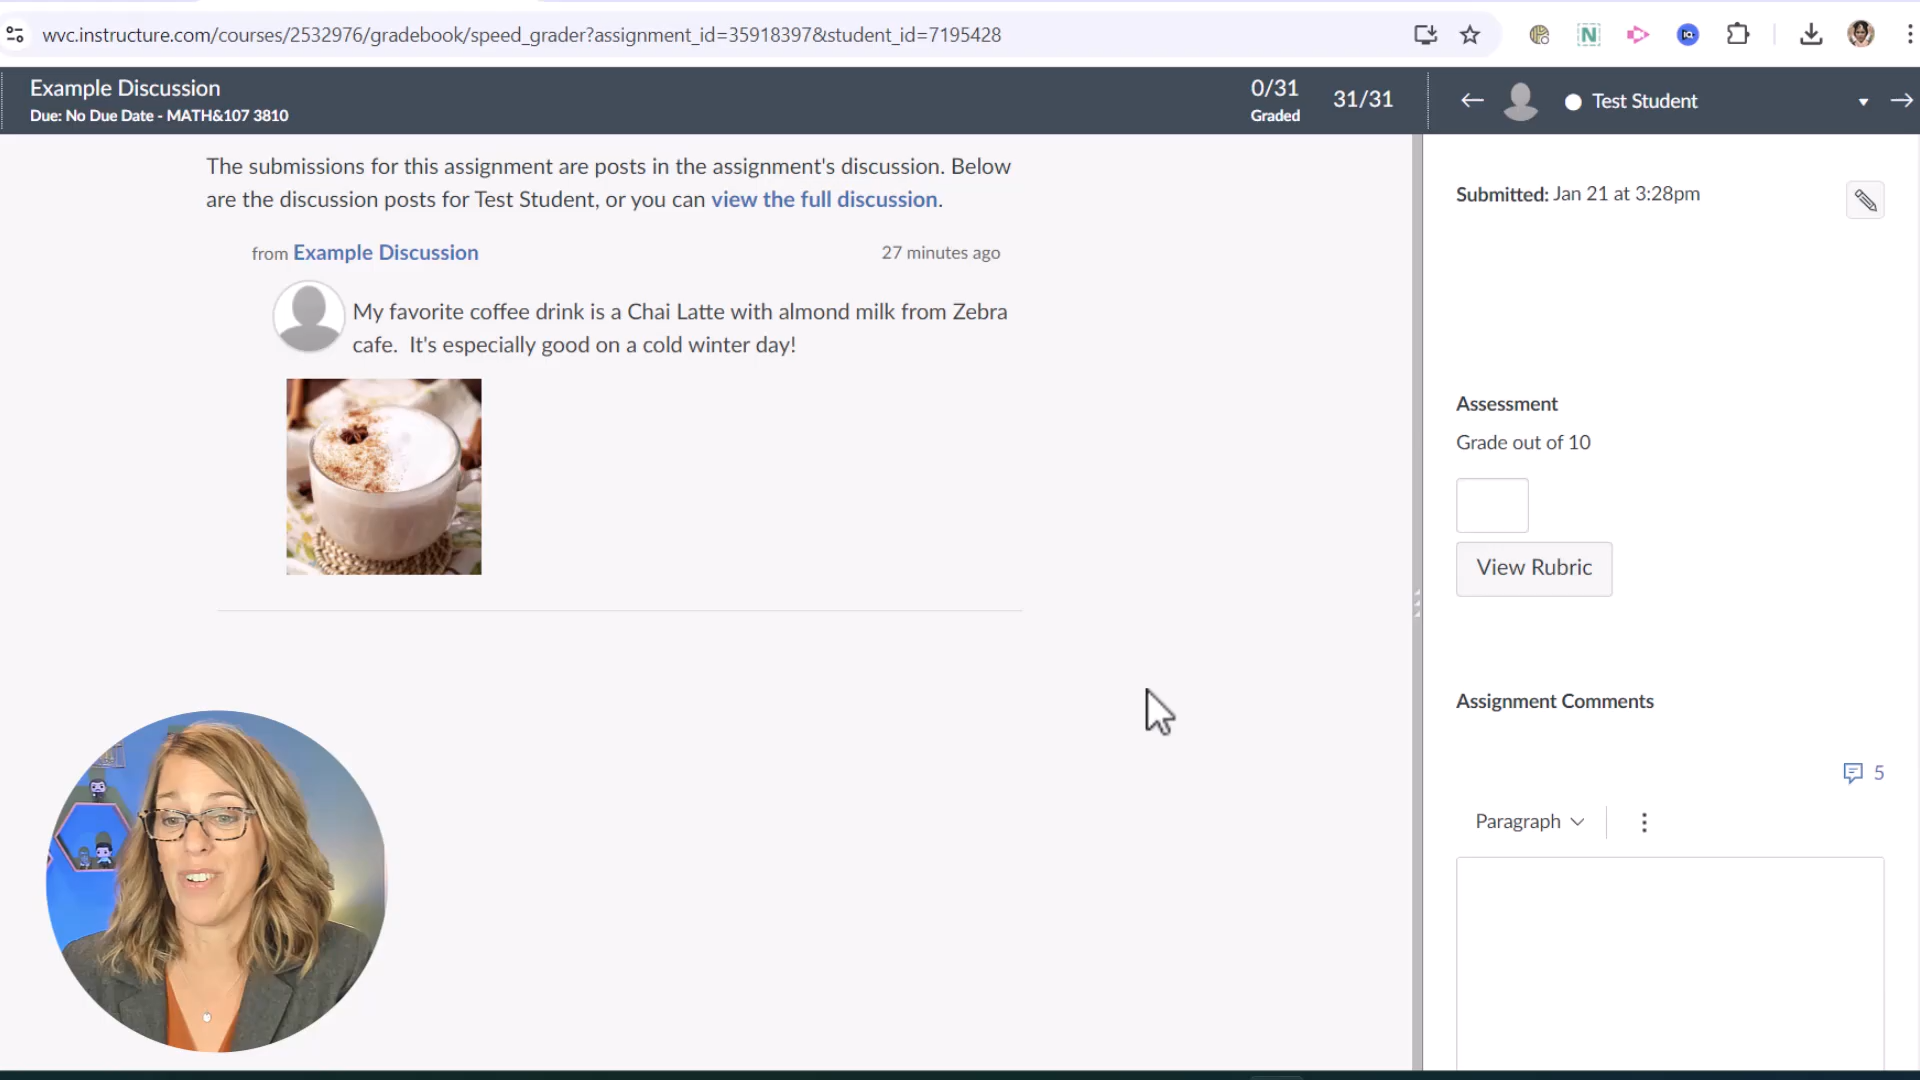 wvc.instructure.com/courses/2532976/gradebook/speed_grader?assignment_id=35918397&student_id=7195428
N
Example Discussion
Due: No Due Date - MATH&107 3810
0/31
Graded
31/31
Test Student
The submissions for this assignment are posts in the assignment's discussion. Below
are the discussion posts for Test Student, or you can view the full discussion.
from Example Discussion
27 minutes ago
My favorite coffee drink is a Chai Latte with almond milk from Zebra
cafe.  It's especially good on a cold winter day!
Submitted: Jan 21 at 3:28pm
Assessment
Grade out of 10
View Rubric
Assignment Comments
5
Paragraph